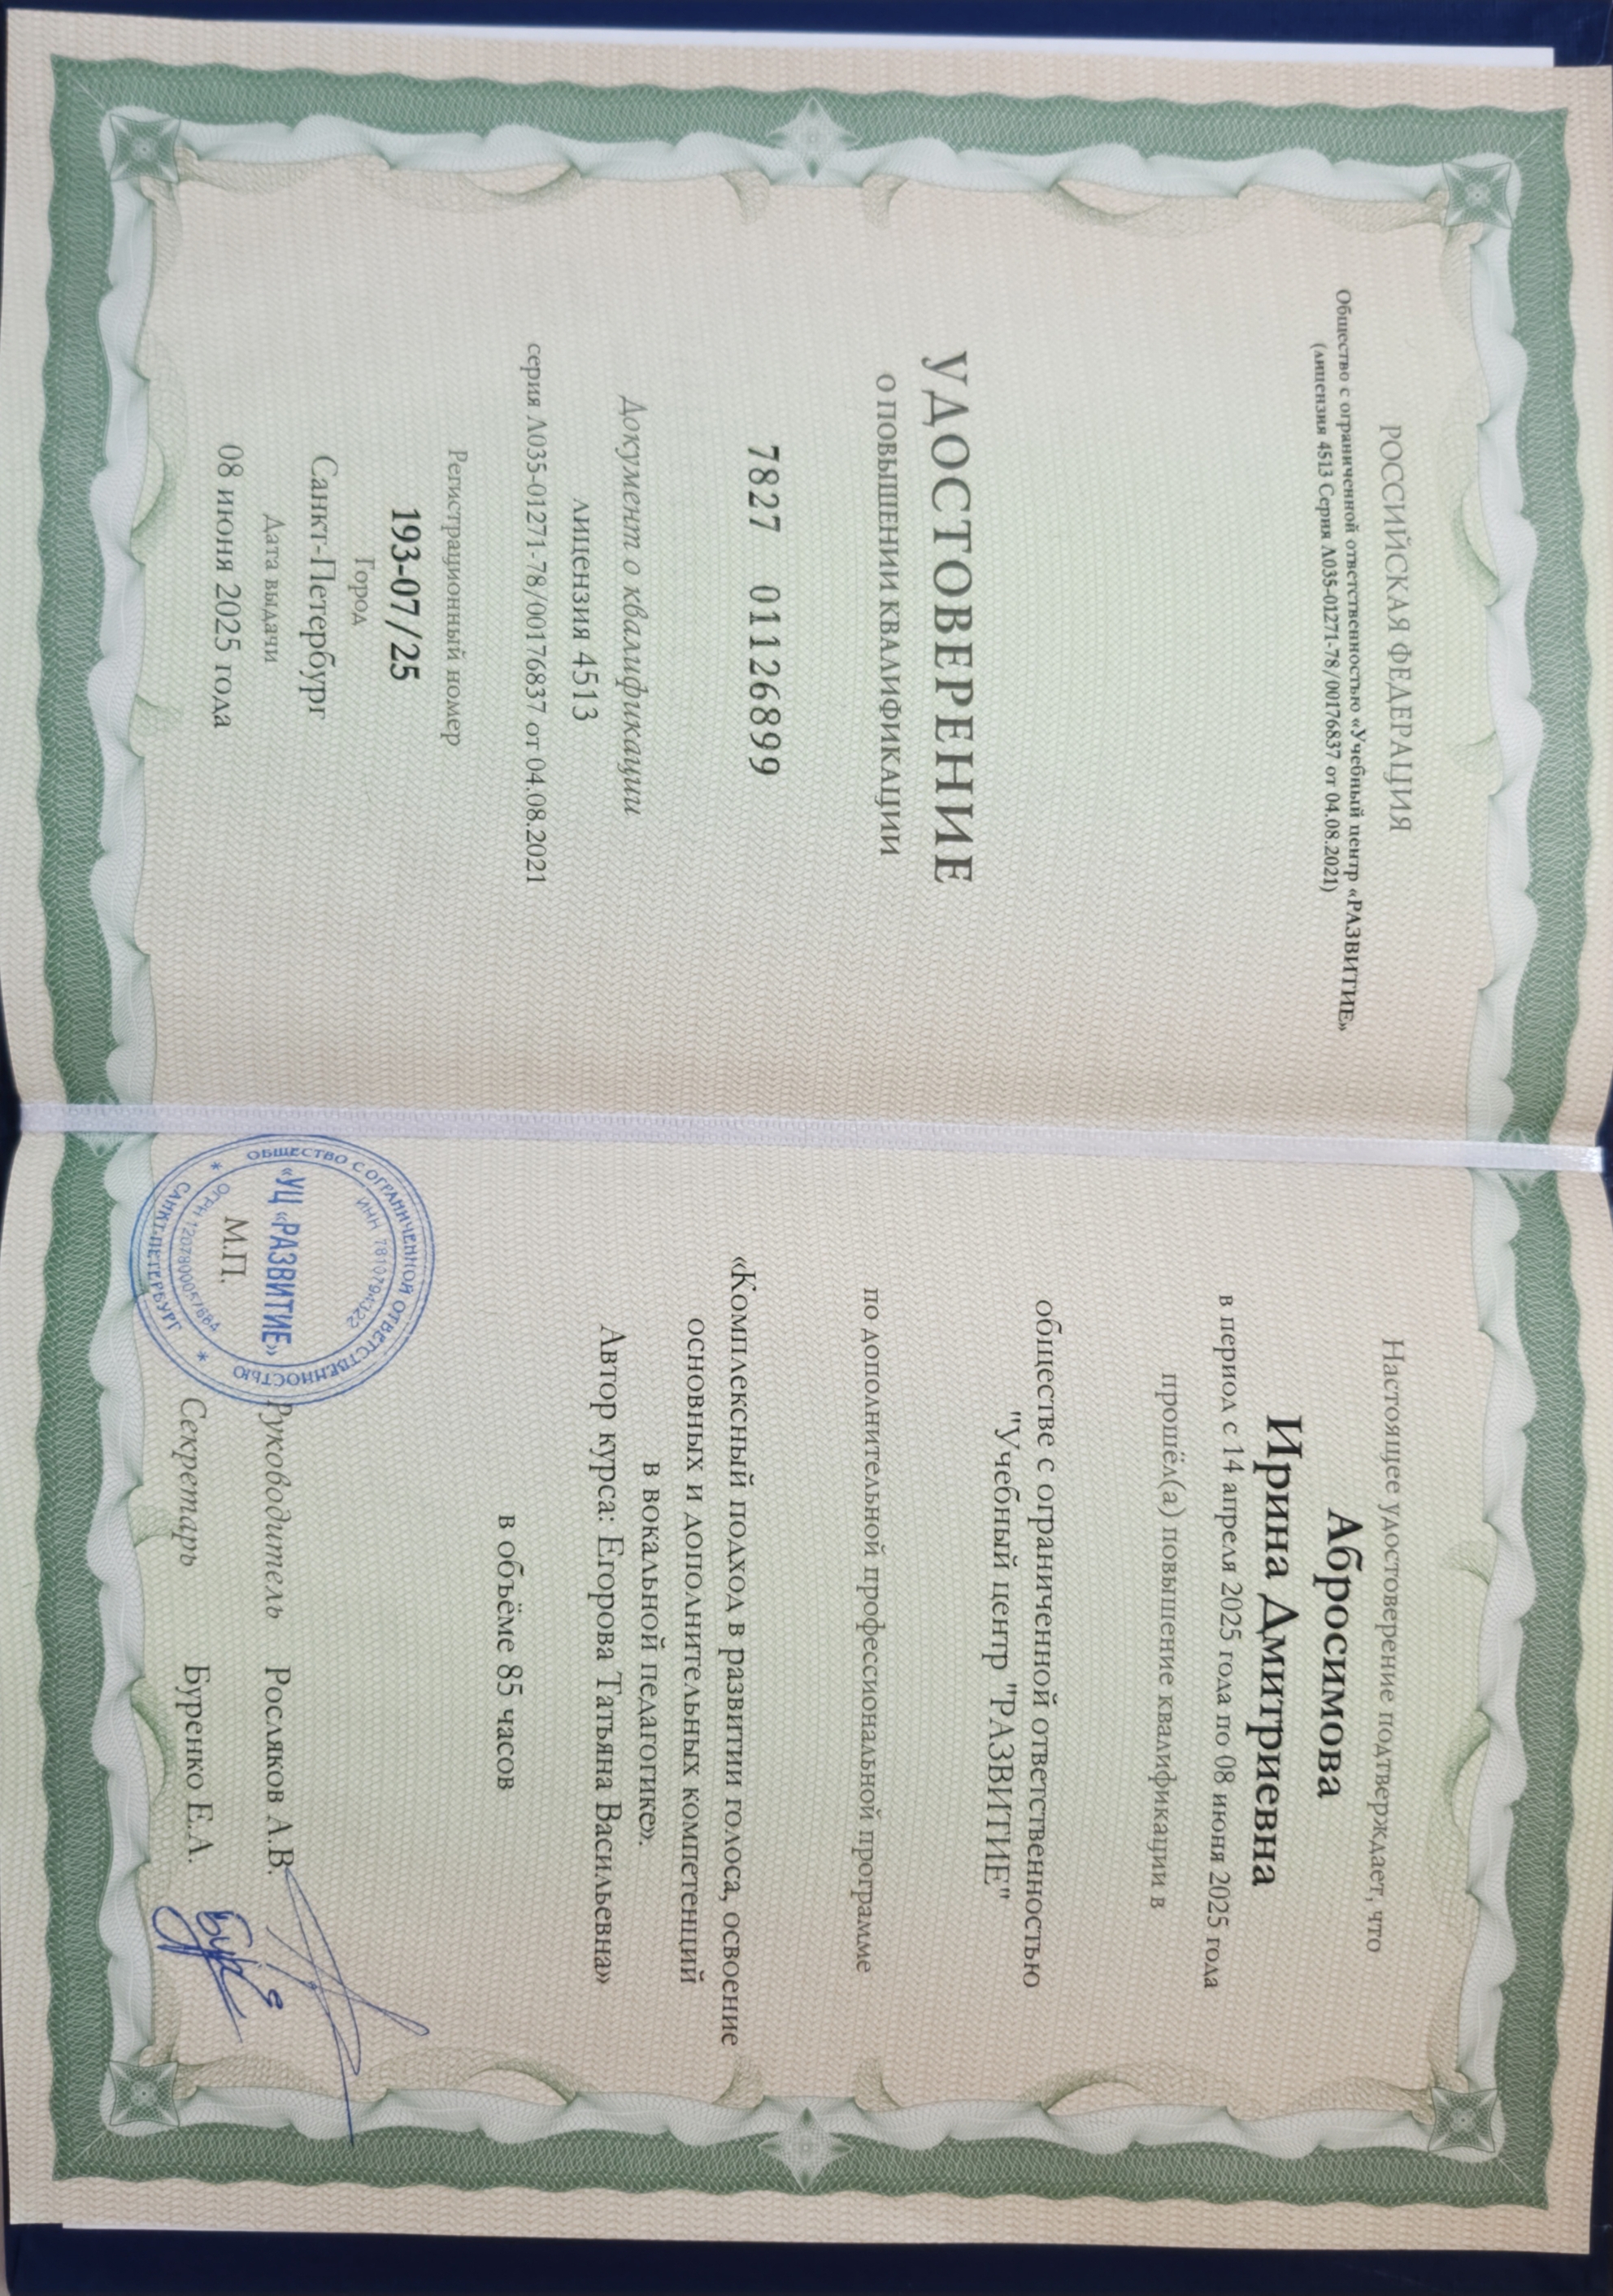 РОССИЙСКАЯ ФЕДЕРАЦИЯ
Общество с ограниченной ответственностью «Учебный центр «РАЗВИТИЕ»
(лицензия 4513 Серия Л035-01271-78/00176837 от 04.08.2021)
УДОСТОВЕРЕНИЕ
О ПОВЫШЕНИИ КВАЛИФИКАЦИИ
7827 01126899
Документ о квалификации
лицензия 4513
серия Л035-01271-78/00176837 от 04.08.2021
Регистрационный номер
193-07/25
Город
Санкт-Петербург
Дата выдачи
08 июня 2025 года
Настоящее удостоверение подтверждает, что
Абросимова
Ирина Дмитриевна
в период с 14 апреля 2025 года по 08 июня 2025 года
прошёл(а) повышение квалификации в
обществе с ограниченной ответственностью
"Учебный центр "РАЗВИТИЕ"
по дополнительной профессиональной программе
«Комплексный подход в развитии голоса, освоение
основных и дополнительных компетенций
в вокальной педагогике».
Автор курса: Егорова Татьяна Васильевна»
в объёме 85 часов
Руководитель Росляков А.В.
Секретарь Буренко Е.А.
М.П.
ОБЩЕСТВО С ОГРАНИЧЕННОЙ ОТВЕТСТВЕННОСТЬЮ
* САНКТ-ПЕТЕРБУРГ *
ИНН
«УЦ «РАЗВИТИЕ»
ОГРН 1207800057684